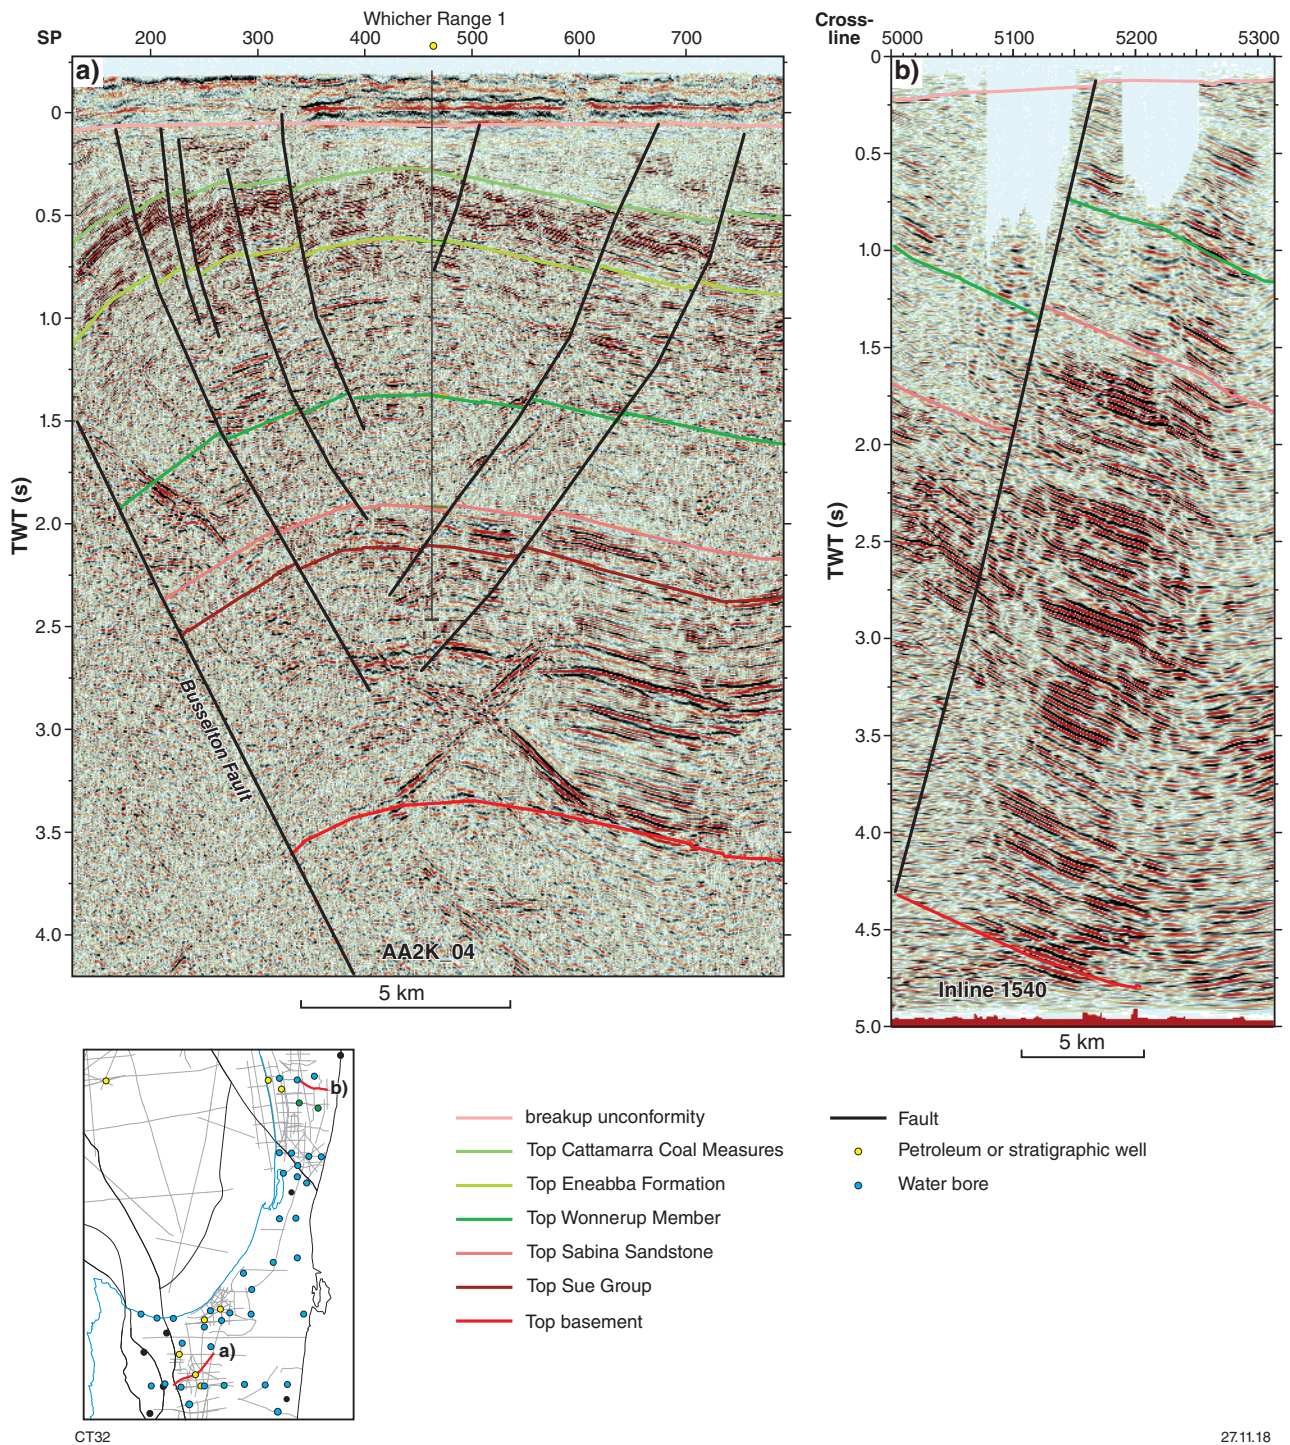 Whicher Range 1
SP
200
300
400
500
600
700
a)
0
0.5
1.0
1.5
2.0
2.5
3.0
3.5
4.0
TWT (s)
Busselton Fault
AA2K_04
5 km
Cross-
line
5000
5100
5200
5300
b)
0
0.5
1.0
1.5
2.0
2.5
3.0
3.5
4.0
4.5
5.0
TWT (s)
Inline 1540
5 km
b)
a)
breakup unconformity
Top Cattamarra Coal Measures
Top Eneabba Formation
Top Wonnerup Member
Top Sabina Sandstone
Top Sue Group
Top basement
Fault
Petroleum or stratigraphic well
Water bore
CT32
27.11.18